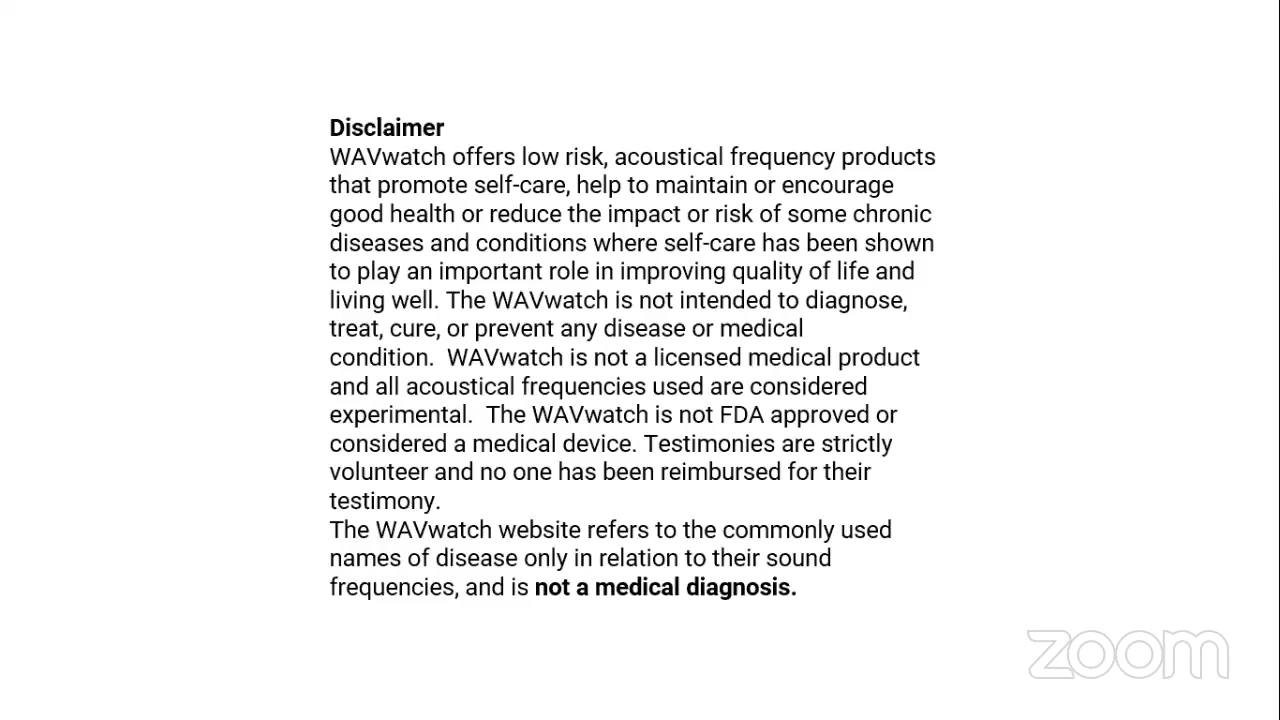 Disclaimer
WAVwatch offers low risk, acoustical frequency products
that promote self-care, help to maintain or encourage
good health or reduce the impact or risk of some chronic
diseases and conditions where self-care has been shown
to play an important role in improving quality of life and
living well. The WAVwatch is not intended to diagnose,
treat, cure, or prevent any disease or medical
condition.  WAVwatch is not a licensed medical product
and all acoustical frequencies used are considered
experimental.  The WAVwatch is not FDA approved or
considered a medical device. Testimonies are strictly
volunteer and no one has been reimbursed for their
testimony.
The WAVwatch website refers to the commonly used
names of disease only in relation to their sound
frequencies, and is not a medical diagnosis.
zoom